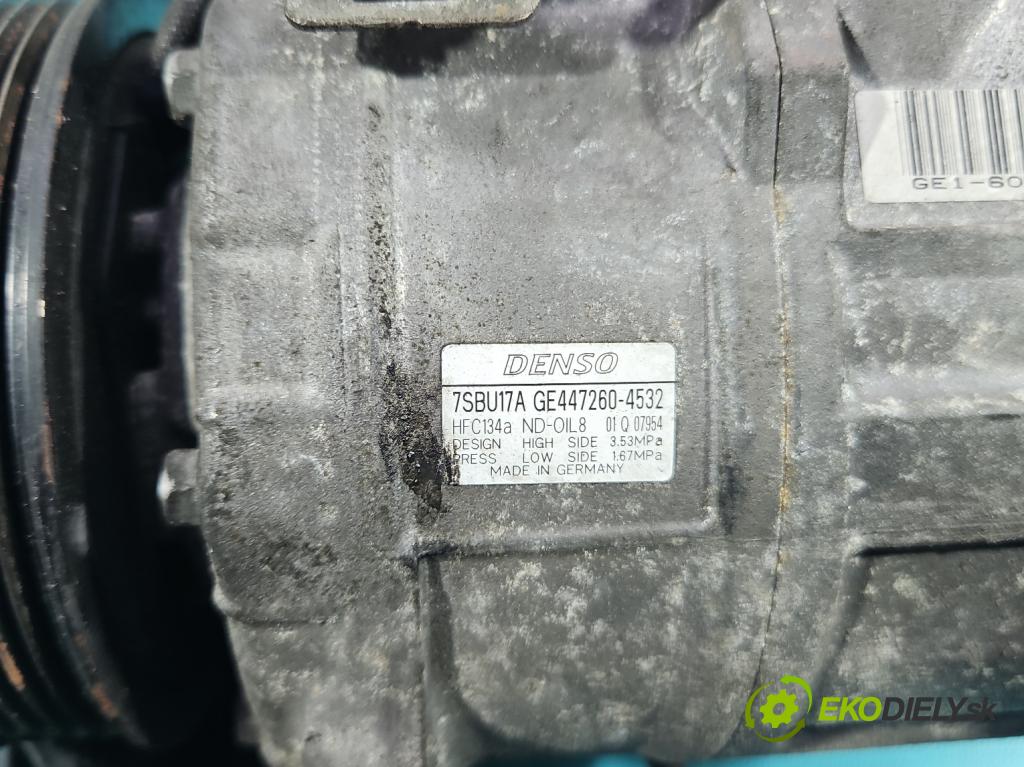 GE1-60
DENSO
7SBU17A GE447260-4532
HFC134a ND-OIL8 01 Q 07954
DESIGN HIGH SIDE 3.53MPa
PRESS LOW SIDE 1.67MPa
MADE IN GERMANY
EKODIELY.sk